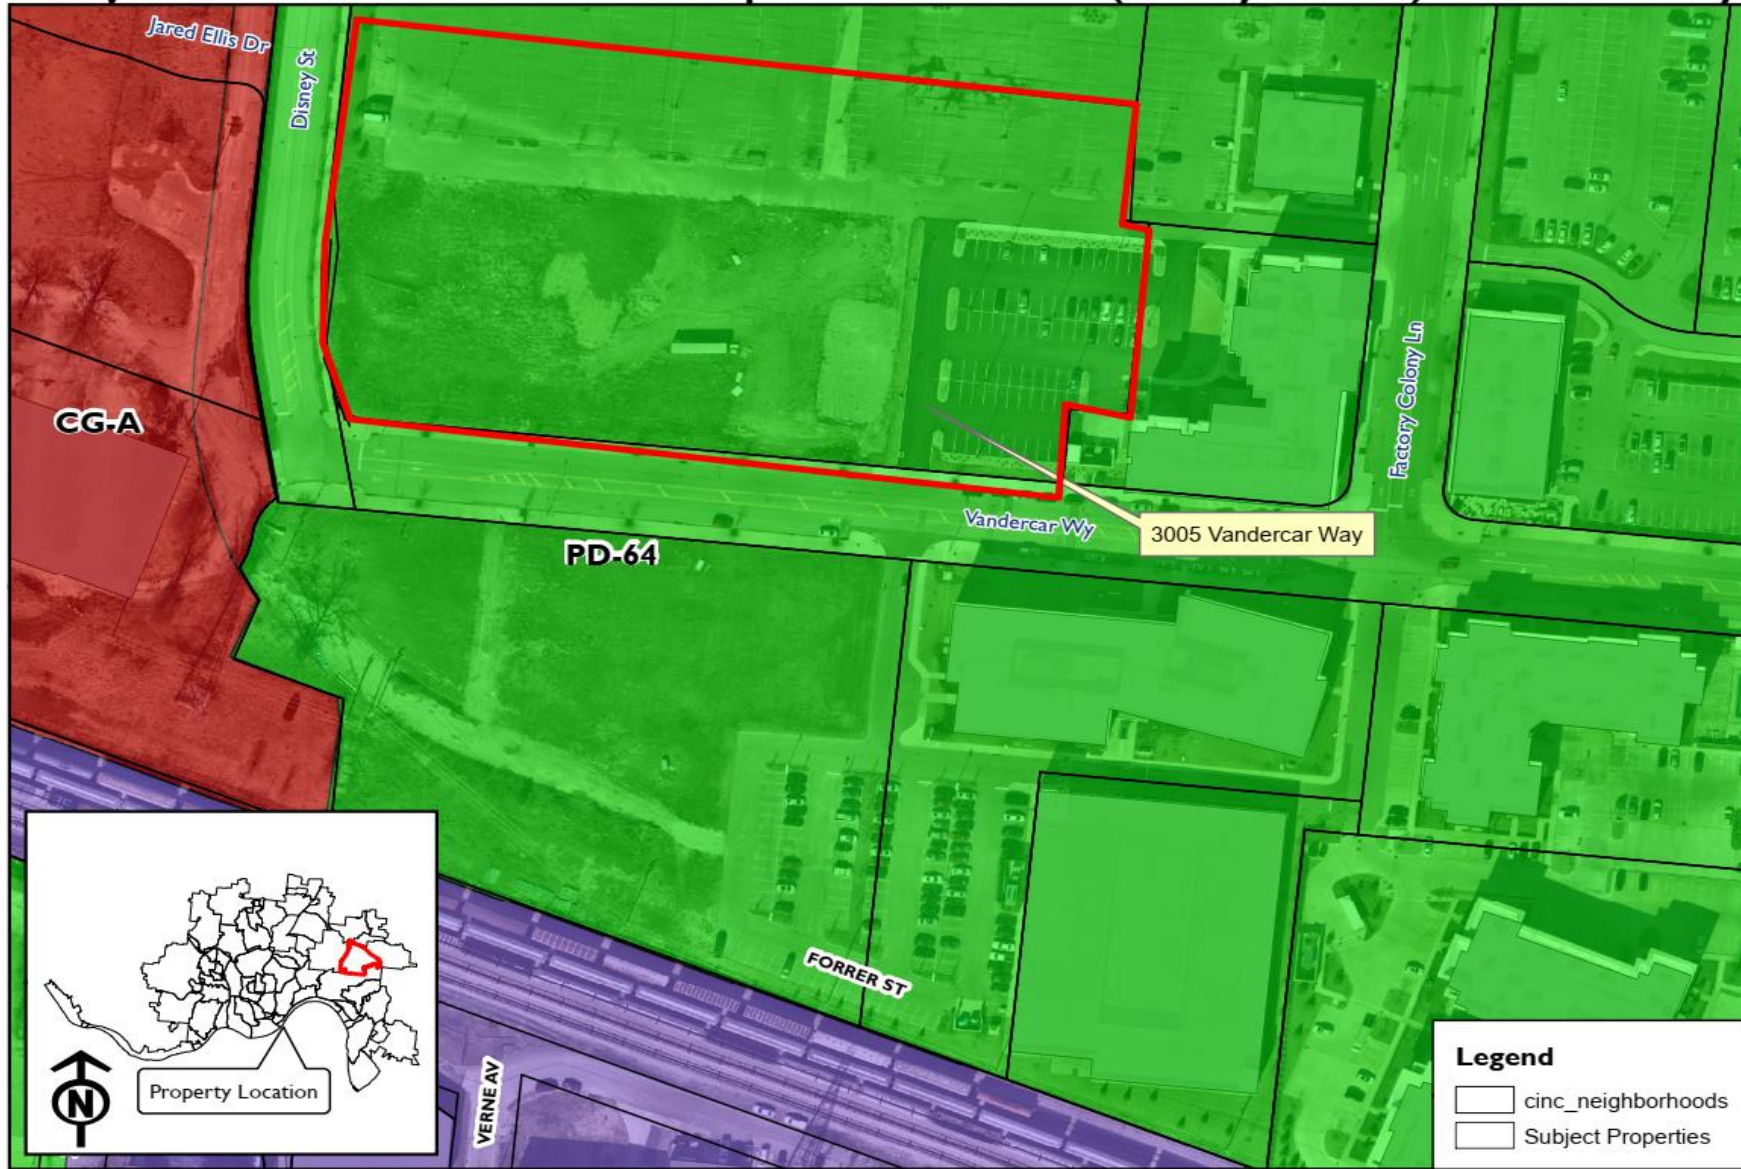 Jared Ellis Dr
Disney St
Factory Colony Ln
CG-A
Vandercar Wy
3005 Vandercar Way
PD-64
FORRER ST
VERNE AV
N
Property Location
Legend
cinc_neighborhoods
Subject Properties